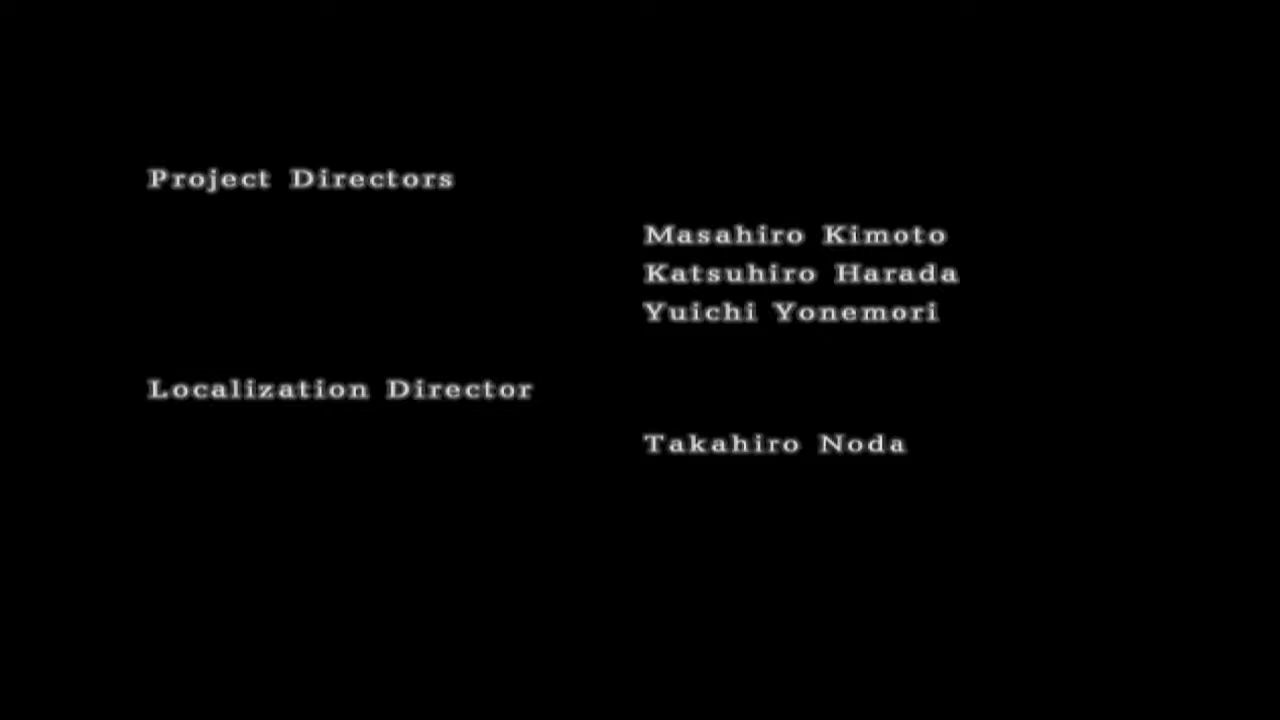 Project Directors
Masahiro Kimoto
Katsuhiro Harada
Yuichi Yonemori
Localization Director
Takahiro Noda